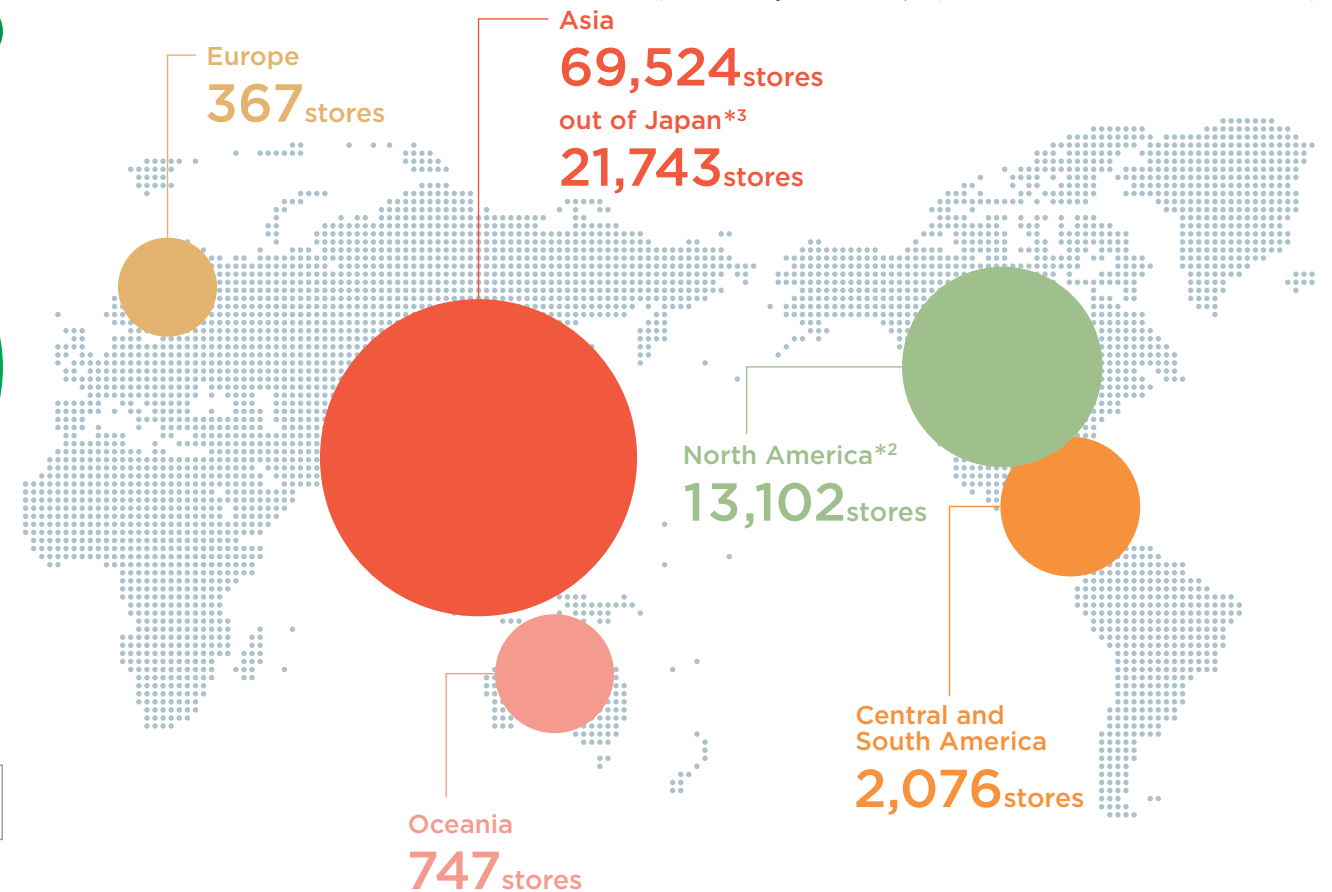 Asia
69,524stores
out of Japan*3
21,743stores
Europe
367stores
North America*2
13,102stores
Central and
South America
2,076stores
Oceania
747stores